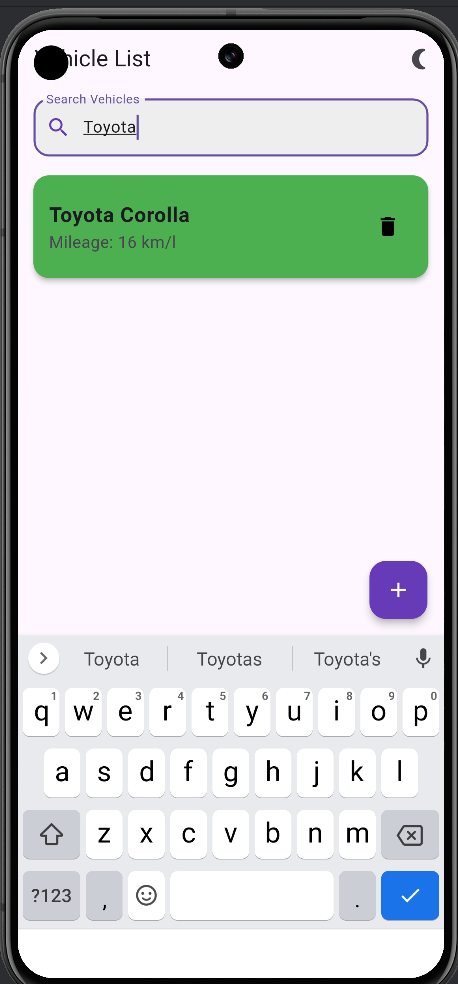 hicle List
Search Vehicles
Toyota
Toyota Corolla
Mileage: 16 km/l
+
Toyota Toyotas Toyota's
1 2 3 4 5 6 7 8 9 0
q w e r t y u i o p
a s d f g h j k l
z x c v b n m
?123 , .